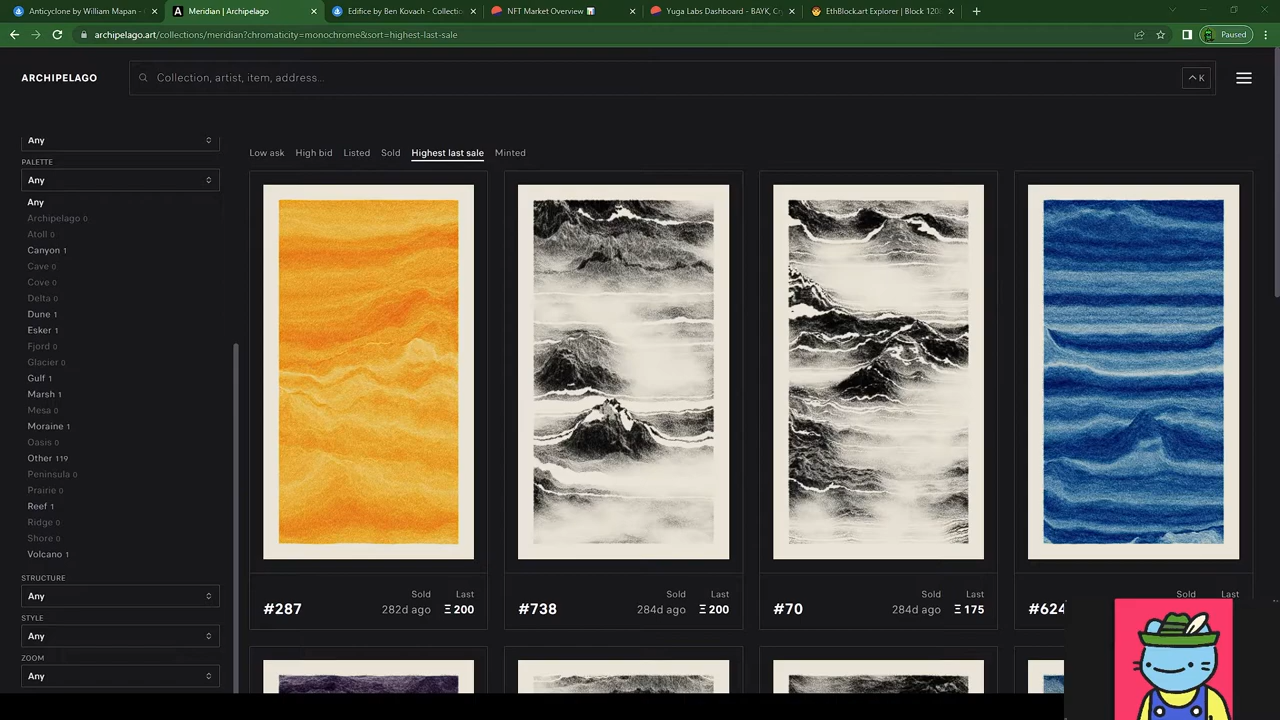 Anticyclone by William Mapan -
Meridian | Archipelago
Edifice by Ben Kovach - Collectio
NFT Market Overview
Yuga Labs Dashboard - BAYK, Cry
EthBlock.art Explorer | Block 1208
archipelago.art/collections/meridian?chromaticity=monochrome&sort=highest-last-sale
Paused
ARCHIPELAGO
Collection, artist, item, address...
K
Any
PALETTE
Any
Any
Archipelago 0
Atoll 0
Canyon 1
Cave 0
Cove 0
Delta 0
Dune 1
Esker 1
Fjord 0
Glacier 0
Gulf 1
Marsh 1
Mesa 0
Moraine 1
Oasis 0
Other 119
Peninsula 0
Prairie 0
Reef 1
Ridge 0
Shore 0
Volcano 1
STRUCTURE
Any
STYLE
Any
ZOOM
Any
Low ask High bid Listed Sold Highest last sale Minted
Sold Last
#287 282d ago Ξ 200
Sold Last
#738 284d ago Ξ 200
Sold Last
#70 284d ago Ξ 175
Sold Last
#624